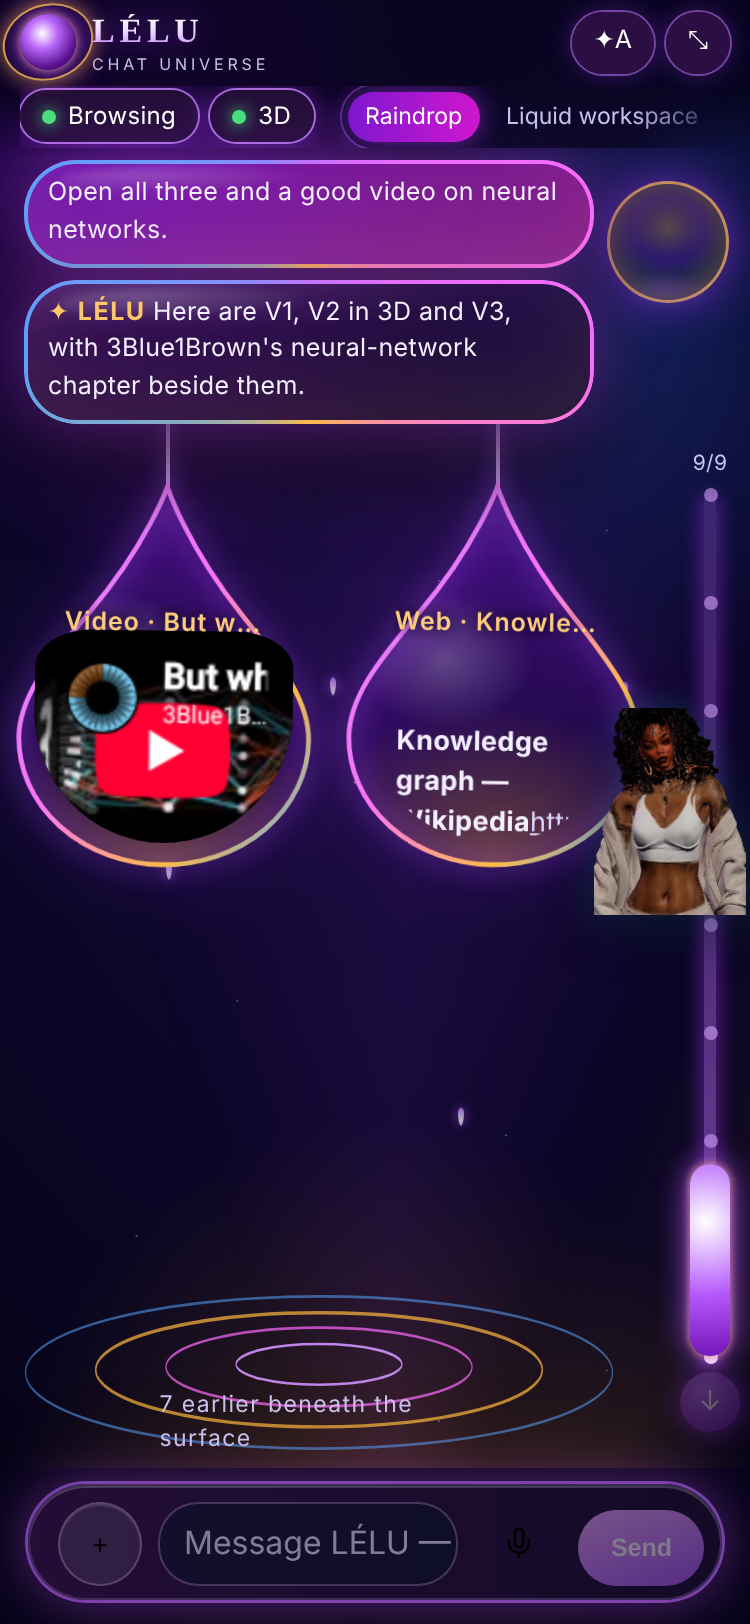 LÉLU
CHAT UNIVERSE
✦A
Browsing
3D
Raindrop
Liquid workspace
Open all three and a good video on neural
networks.
✦ LÉLU Here are V1, V2 in 3D and V3,
with 3Blue1Brown's neural-network
chapter beside them.
9/9
Video · But w...
Web · Knowle...
But wh
3Blue1B...
Knowledge
graph —
Wikipediahtt
7 earlier beneath the
surface
+
Message LÉLU —
Send